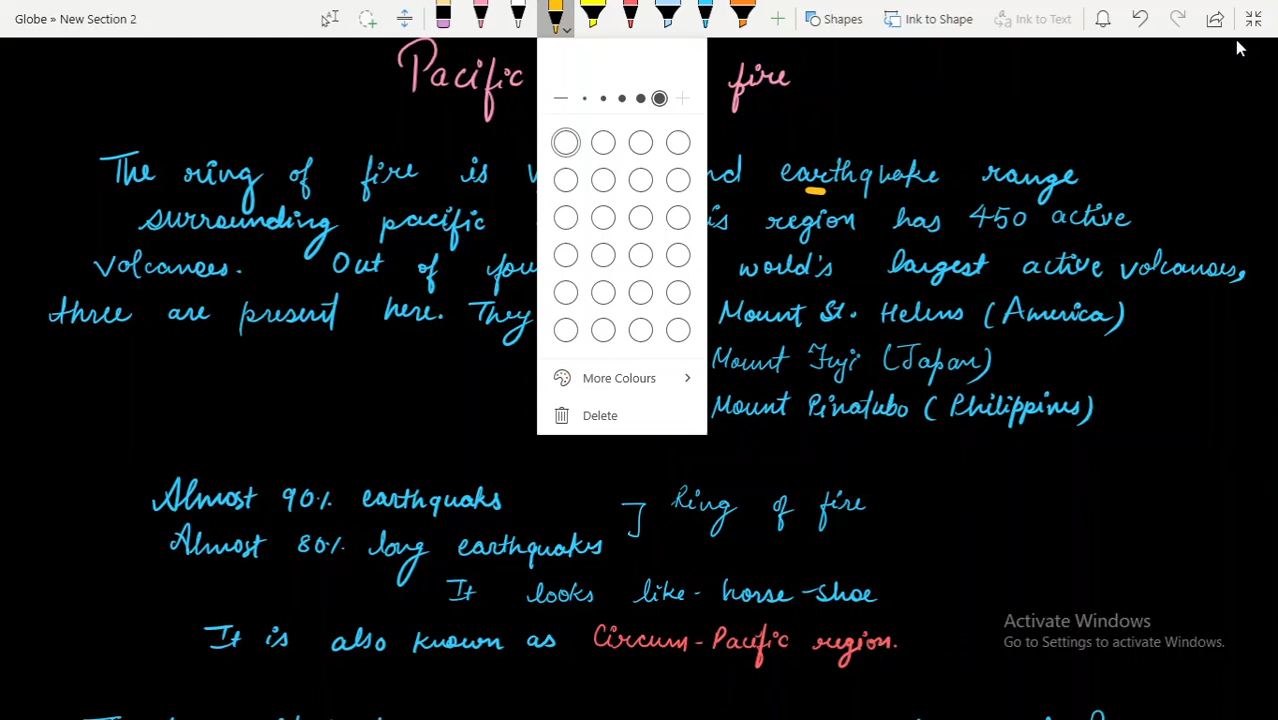 Globe » New Section 2
Shapes
Ink to Shape
Ink to Text
Pacific fire
The ring of fire is nd earthquake range
surrounding pacific is region has 450 active
volcanoes. Out of world's largest active volcanoes,
three are present here. They Mount St. Helens (America)
Mount Fuji (Japan)
Mount Pinatubo (Philippines)
More Colours
Delete
Almost 90% earthquaks
Almost 80% long earthquakes
] Ring of fire
It looks like- horse-shoe
It is also known as Circum-Pacific region.
Activate Windows
Go to Settings to activate Windows.